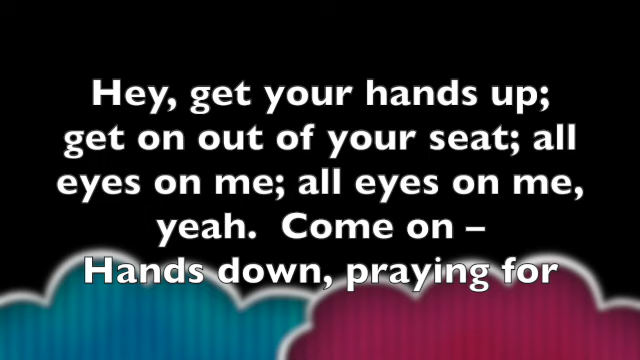 Hey, get your hands up;
get on out of your seat; all
eyes on me; all eyes on me,
yeah.  Come on –
Hands down, praying for